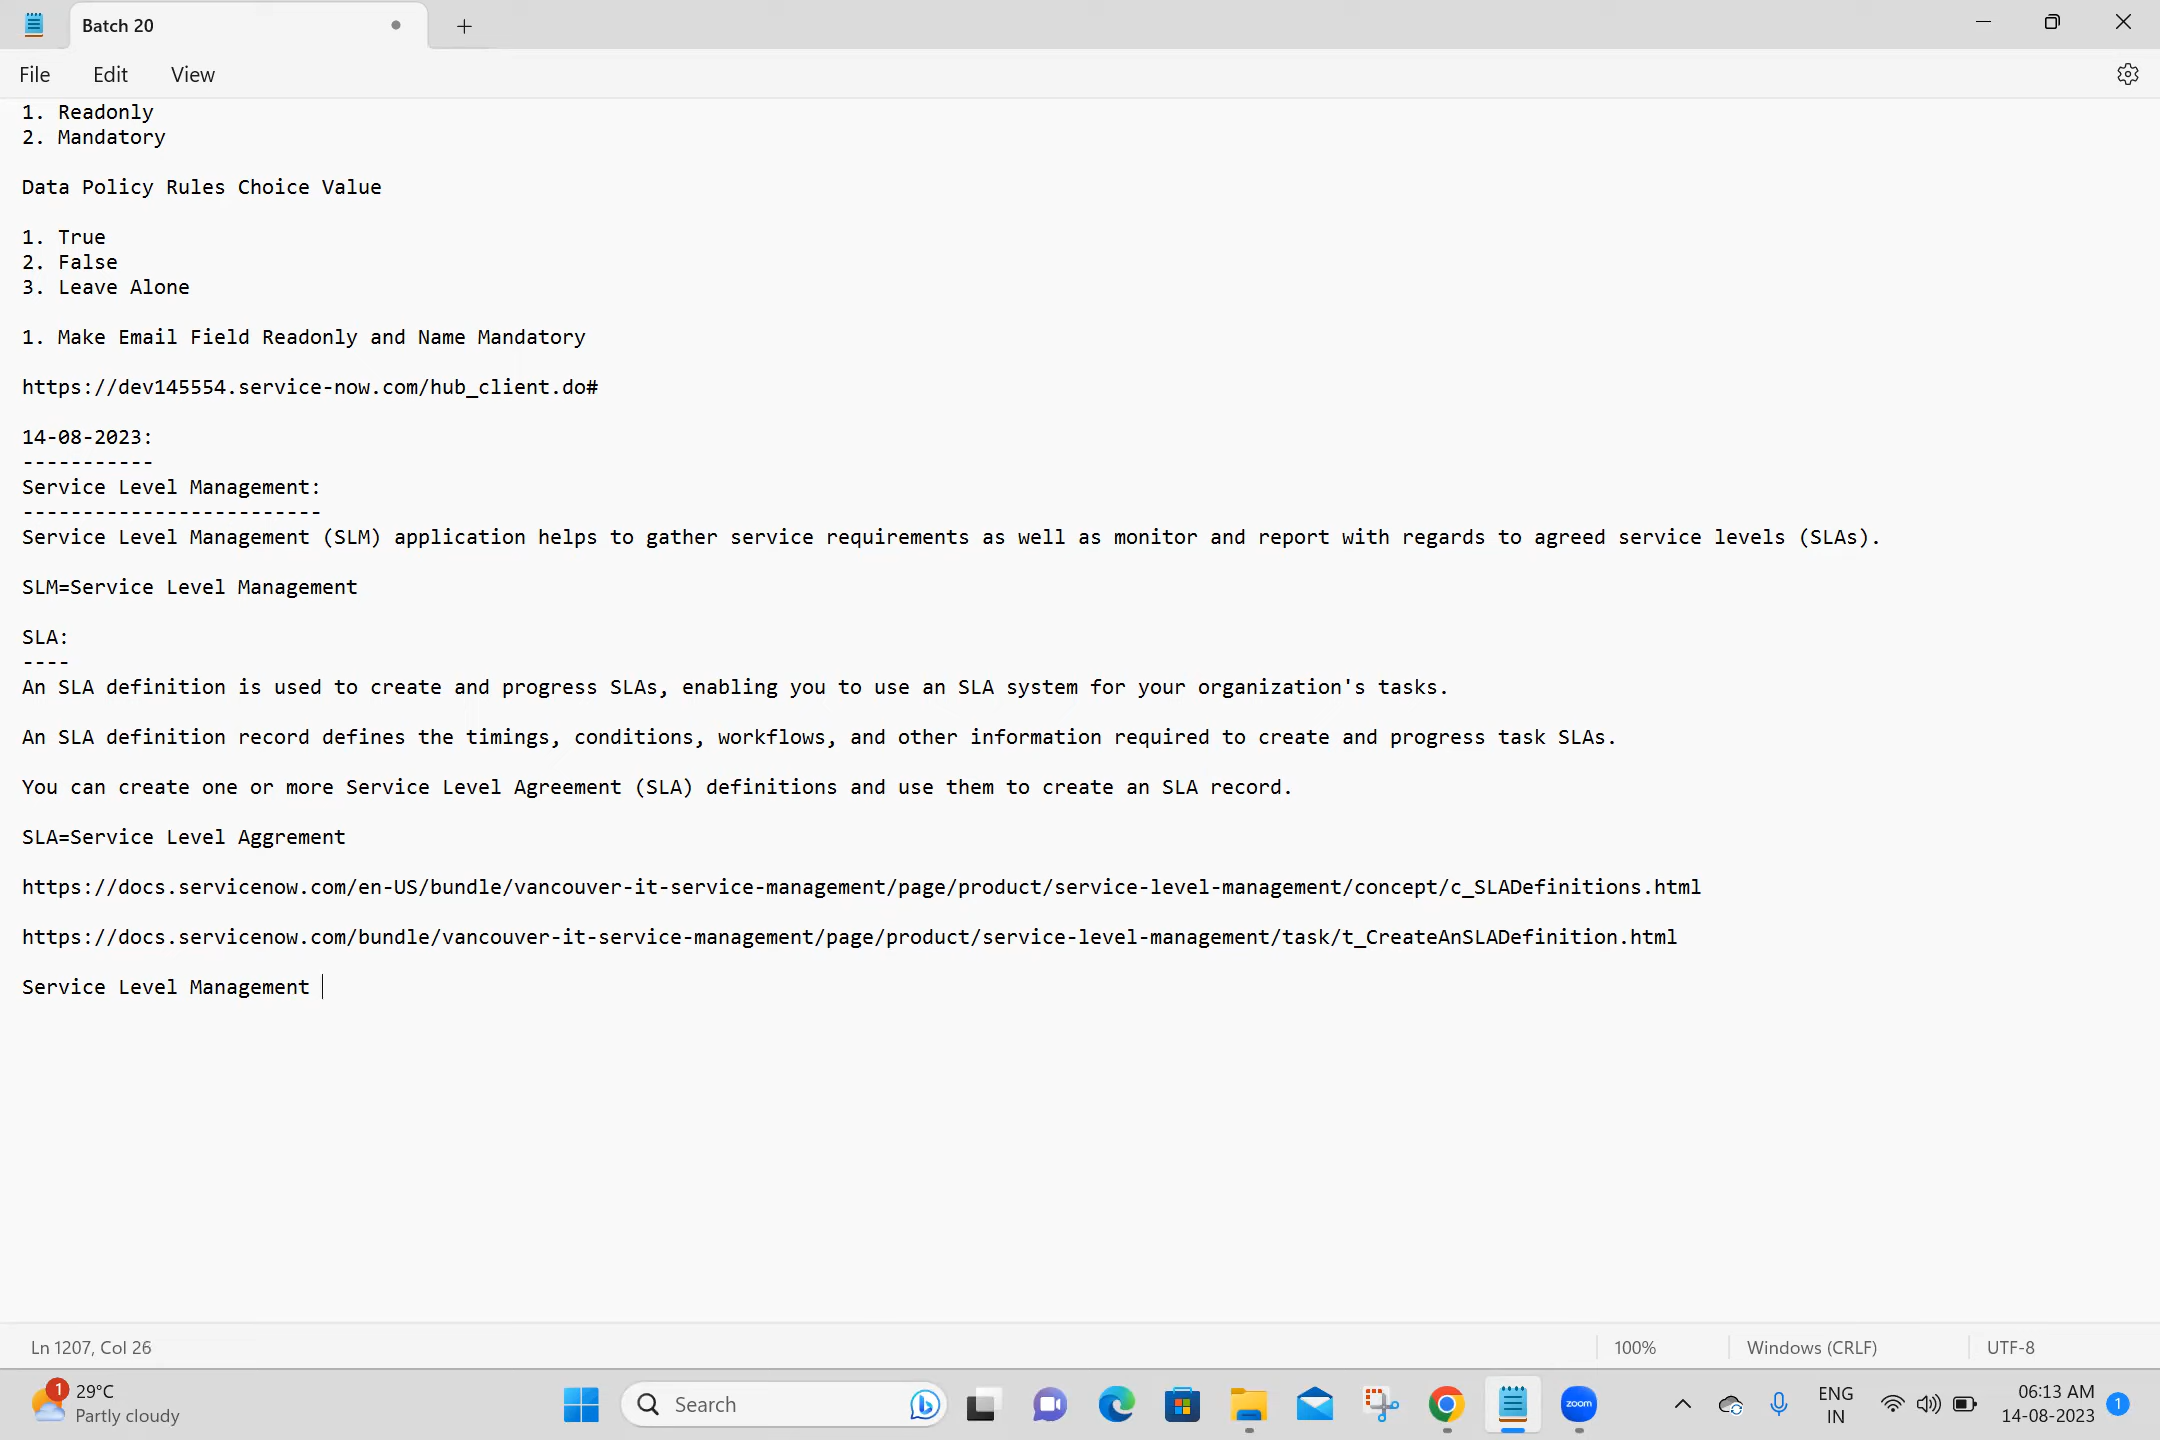 Batch 20
File Edit View
1. Readonly
2. Mandatory
Data Policy Rules Choice Value
1. True
2. False
3. Leave Alone
1. Make Email Field Readonly and Name Mandatory
https://dev145554.service-now.com/hub_client.do#
14-08-2023:
-----------
Service Level Management:
-------------------------
Service Level Management (SLM) application helps to gather service requirements as well as monitor and report with regards to agreed service levels (SLAs).
SLM=Service Level Management
SLA:
----
An SLA definition is used to create and progress SLAs, enabling you to use an SLA system for your organization's tasks.
An SLA definition record defines the timings, conditions, workflows, and other information required to create and progress task SLAs.
You can create one or more Service Level Agreement (SLA) definitions and use them to create an SLA record.
SLA=Service Level Aggrement
https://docs.servicenow.com/en-US/bundle/vancouver-it-service-management/page/product/service-level-management/concept/c_SLADefinitions.html
https://docs.servicenow.com/bundle/vancouver-it-service-management/page/product/service-level-management/task/t_CreateAnSLADefinition.html
Service Level Management
Ln 1207, Col 26 100% Windows (CRLF) UTF-8
1 29°C
Partly cloudy
Search
zoom
ENG
IN
06:13 AM
14-08-2023
1